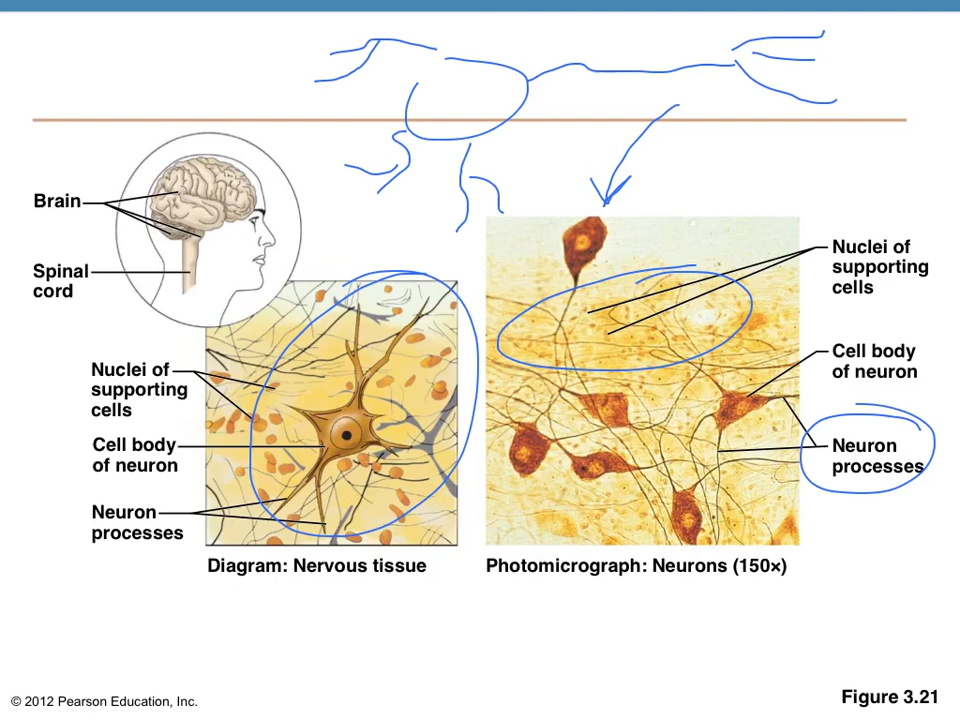 Brain
Spinal
cord
Nuclei of
supporting
cells
Cell body
of neuron
Neuron
processes
Diagram: Nervous tissue
Nuclei of
supporting
cells
Cell body
of neuron
Neuron
processes
Photomicrograph: Neurons (150×)
© 2012 Pearson Education, Inc.
Figure 3.21